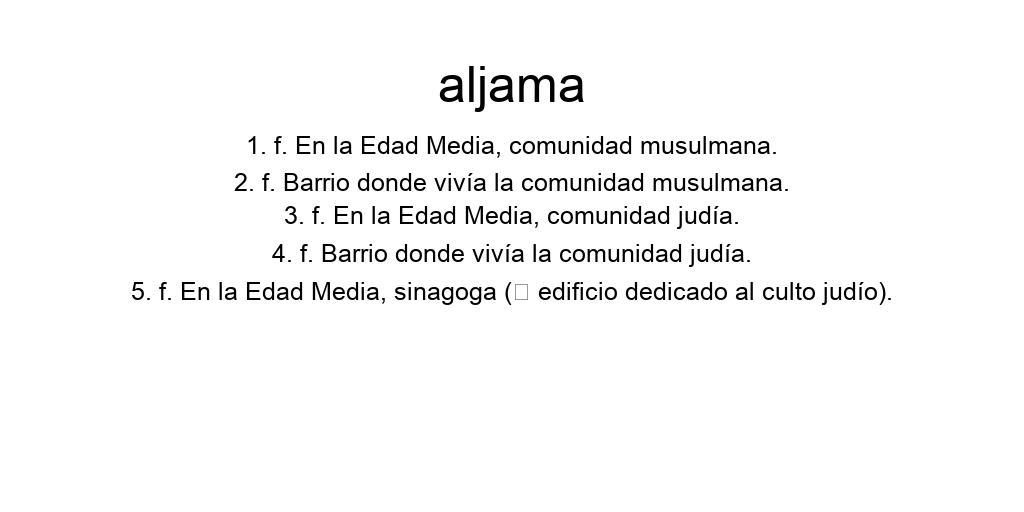 aljama
1. f. En la Edad Media, comunidad musulmana.
2. f. Barrio donde vivía la comunidad musulmana.
3. f. En la Edad Media, comunidad judía.
4. f. Barrio donde vivía la comunidad judía.
5. f. En la Edad Media, sinagoga (□ edificio dedicado al culto judío).